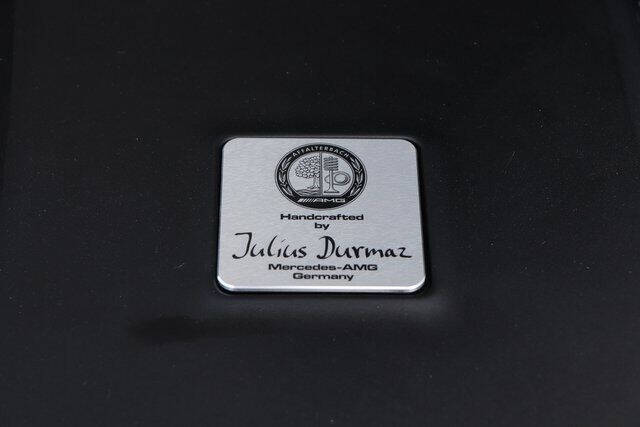 AFFALTERBACH
AMG
Handcrafted
by
Julius Durmaz
Mercedes-AMG
Germany